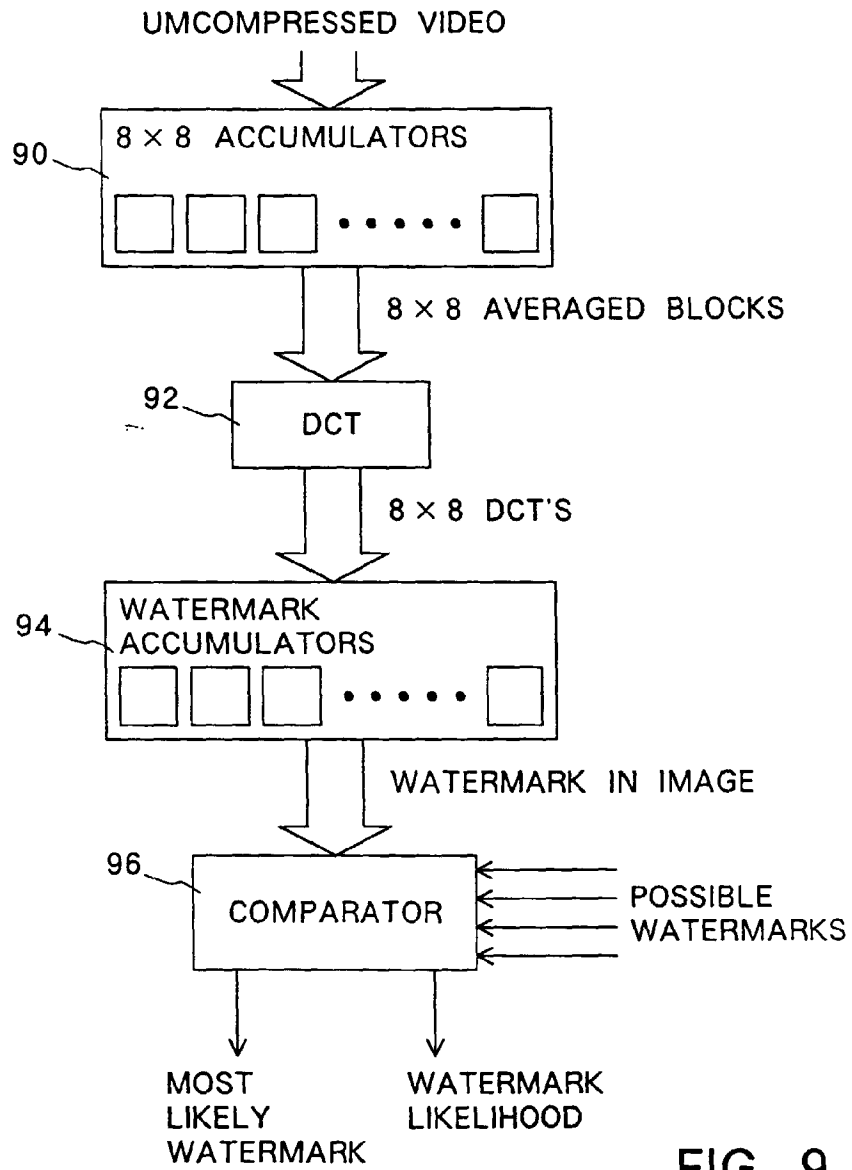 UMCOMPRESSED VIDEO
90
8 × 8 ACCUMULATORS
8 × 8 AVERAGED BLOCKS
92
DCT
8 × 8 DCT'S
94
WATERMARK
ACCUMULATORS
WATERMARK IN IMAGE
96
COMPARATOR
POSSIBLE
WATERMARKS
MOST
LIKELY
WATERMARK
WATERMARK
LIKELIHOOD
FIG. 9